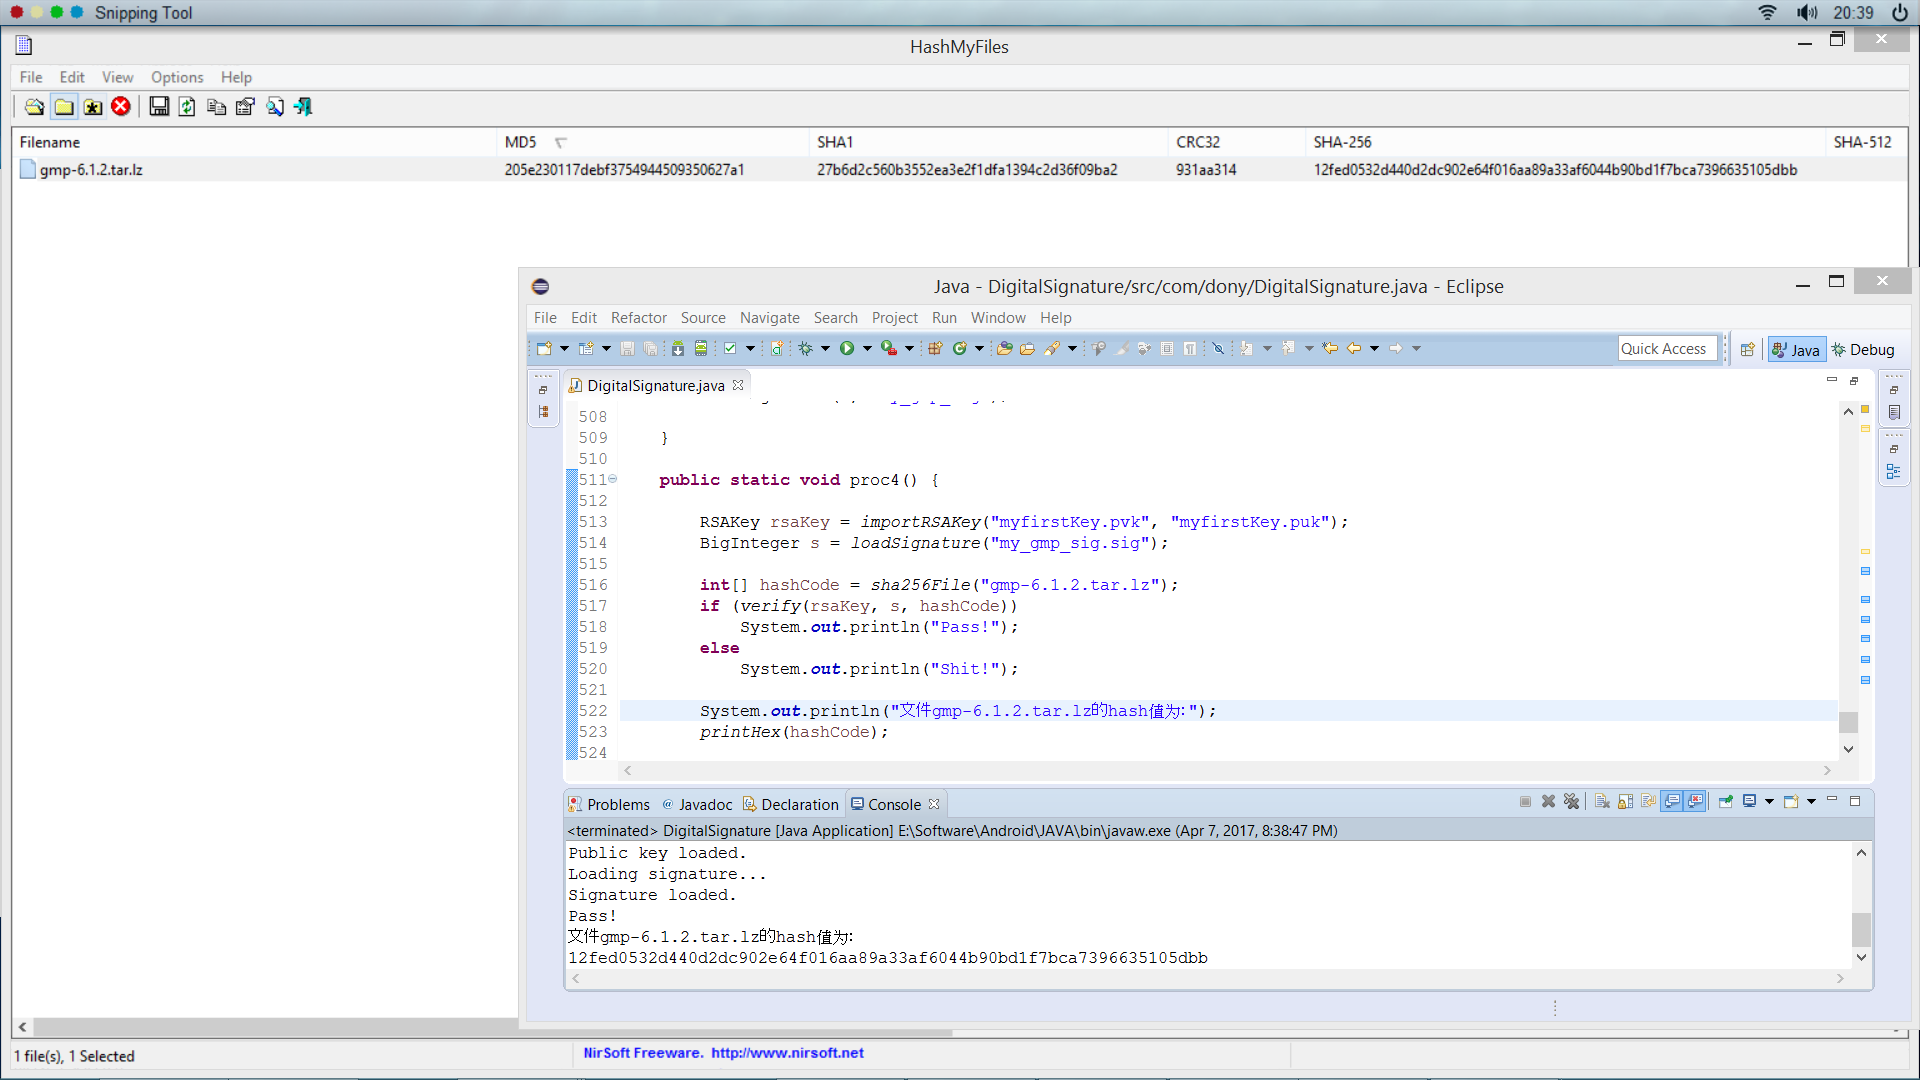 Snipping Tool 20:39
HashMyFiles
File Edit View Options Help
Filename MD5 SHA1 CRC32 SHA-256 SHA-512
gmp-6.1.2.tar.lz 205e230117debf3754944509350627a1 27b6d2c560b3552ea3e2f1dfa1394c2d36f09ba2 931aa314 12fed0532d440d2dc902e64f016aa89a33af6044b90bd1f7bca7396635105dbb
Java - DigitalSignature/src/com/dony/DigitalSignature.java - Eclipse
File Edit Refactor Source Navigate Search Project Run Window Help
Quick Access Java Debug
DigitalSignature.java
508
509 }
510
511 public static void proc4() {
512
513 RSAKey rsaKey = importRSAKey("myfirstKey.pvk", "myfirstKey.puk");
514 BigInteger s = loadSignature("my_gmp_sig.sig");
515
516 int[] hashCode = sha256File("gmp-6.1.2.tar.lz");
517 if (verify(rsaKey, s, hashCode))
518 System.out.println("Pass!");
519 else
520 System.out.println("Shit!");
521
522 System.out.println("文件gmp-6.1.2.tar.lz的hash值为:");
523 printHex(hashCode);
524
Problems @ Javadoc Declaration Console
<terminated> DigitalSignature [Java Application] E:\Software\Android\JAVA\bin\javaw.exe (Apr 7, 2017, 8:38:47 PM)
Public key loaded.
Loading signature...
Signature loaded.
Pass!
文件gmp-6.1.2.tar.lz的hash值为:
12fed0532d440d2dc902e64f016aa89a33af6044b90bd1f7bca7396635105dbb
1 file(s), 1 Selected NirSoft Freeware. http://www.nirsoft.net